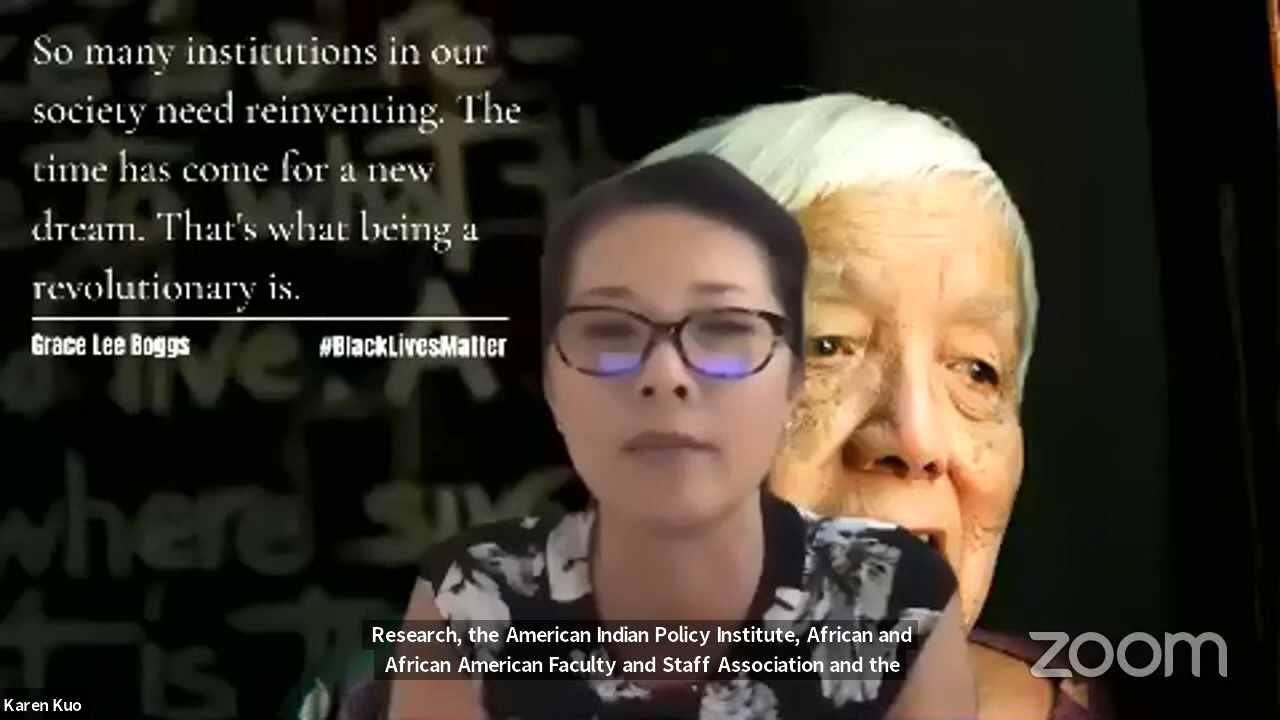 So many institutions in our
society need reinventing. The
time has come for a new
dream. That's what being a
revolutionary is.
Grace Lee Boggs #BlackLivesMatter
where
is
Research, the American Indian Policy Institute, African and
African American Faculty and Staff Association and the
Karen Kuo
zoom